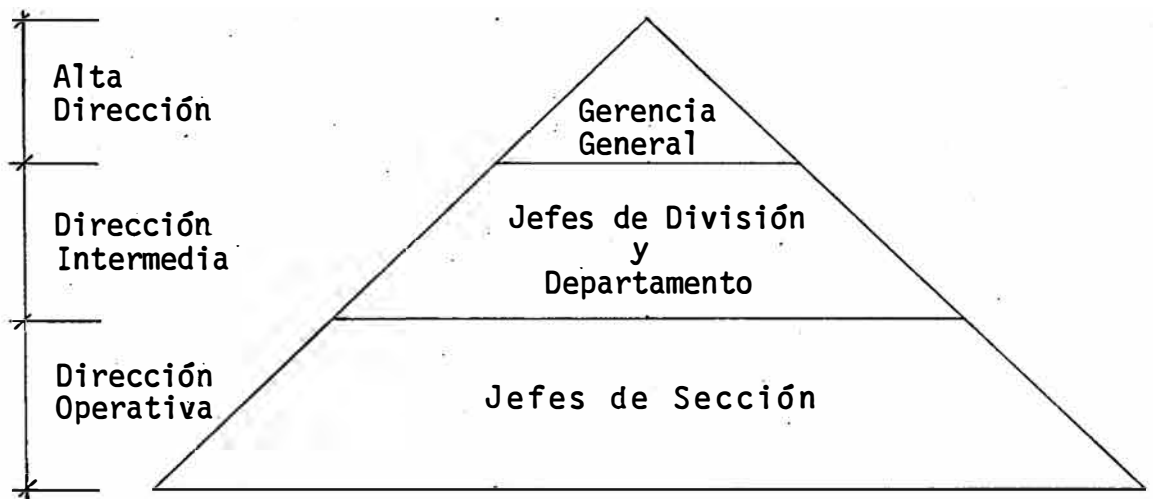 Alta
Dirección
Gerencia
General
Dirección
Intermedia
Jefes de División
y
Departamento
Dirección
Operativa
Jefes de Sección